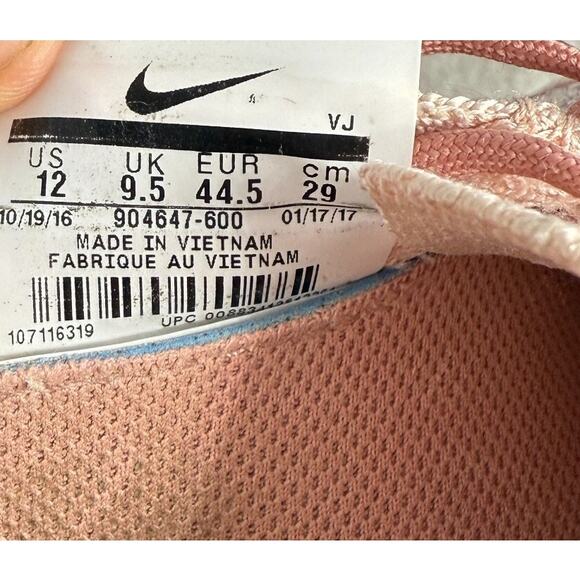 VJ
US UK EUR cm
12 9.5 44.5 29
10/19/16 904647-600 01/17/17
MADE IN VIETNAM
FABRIQUE AU VIETNAM
UPC
107116319